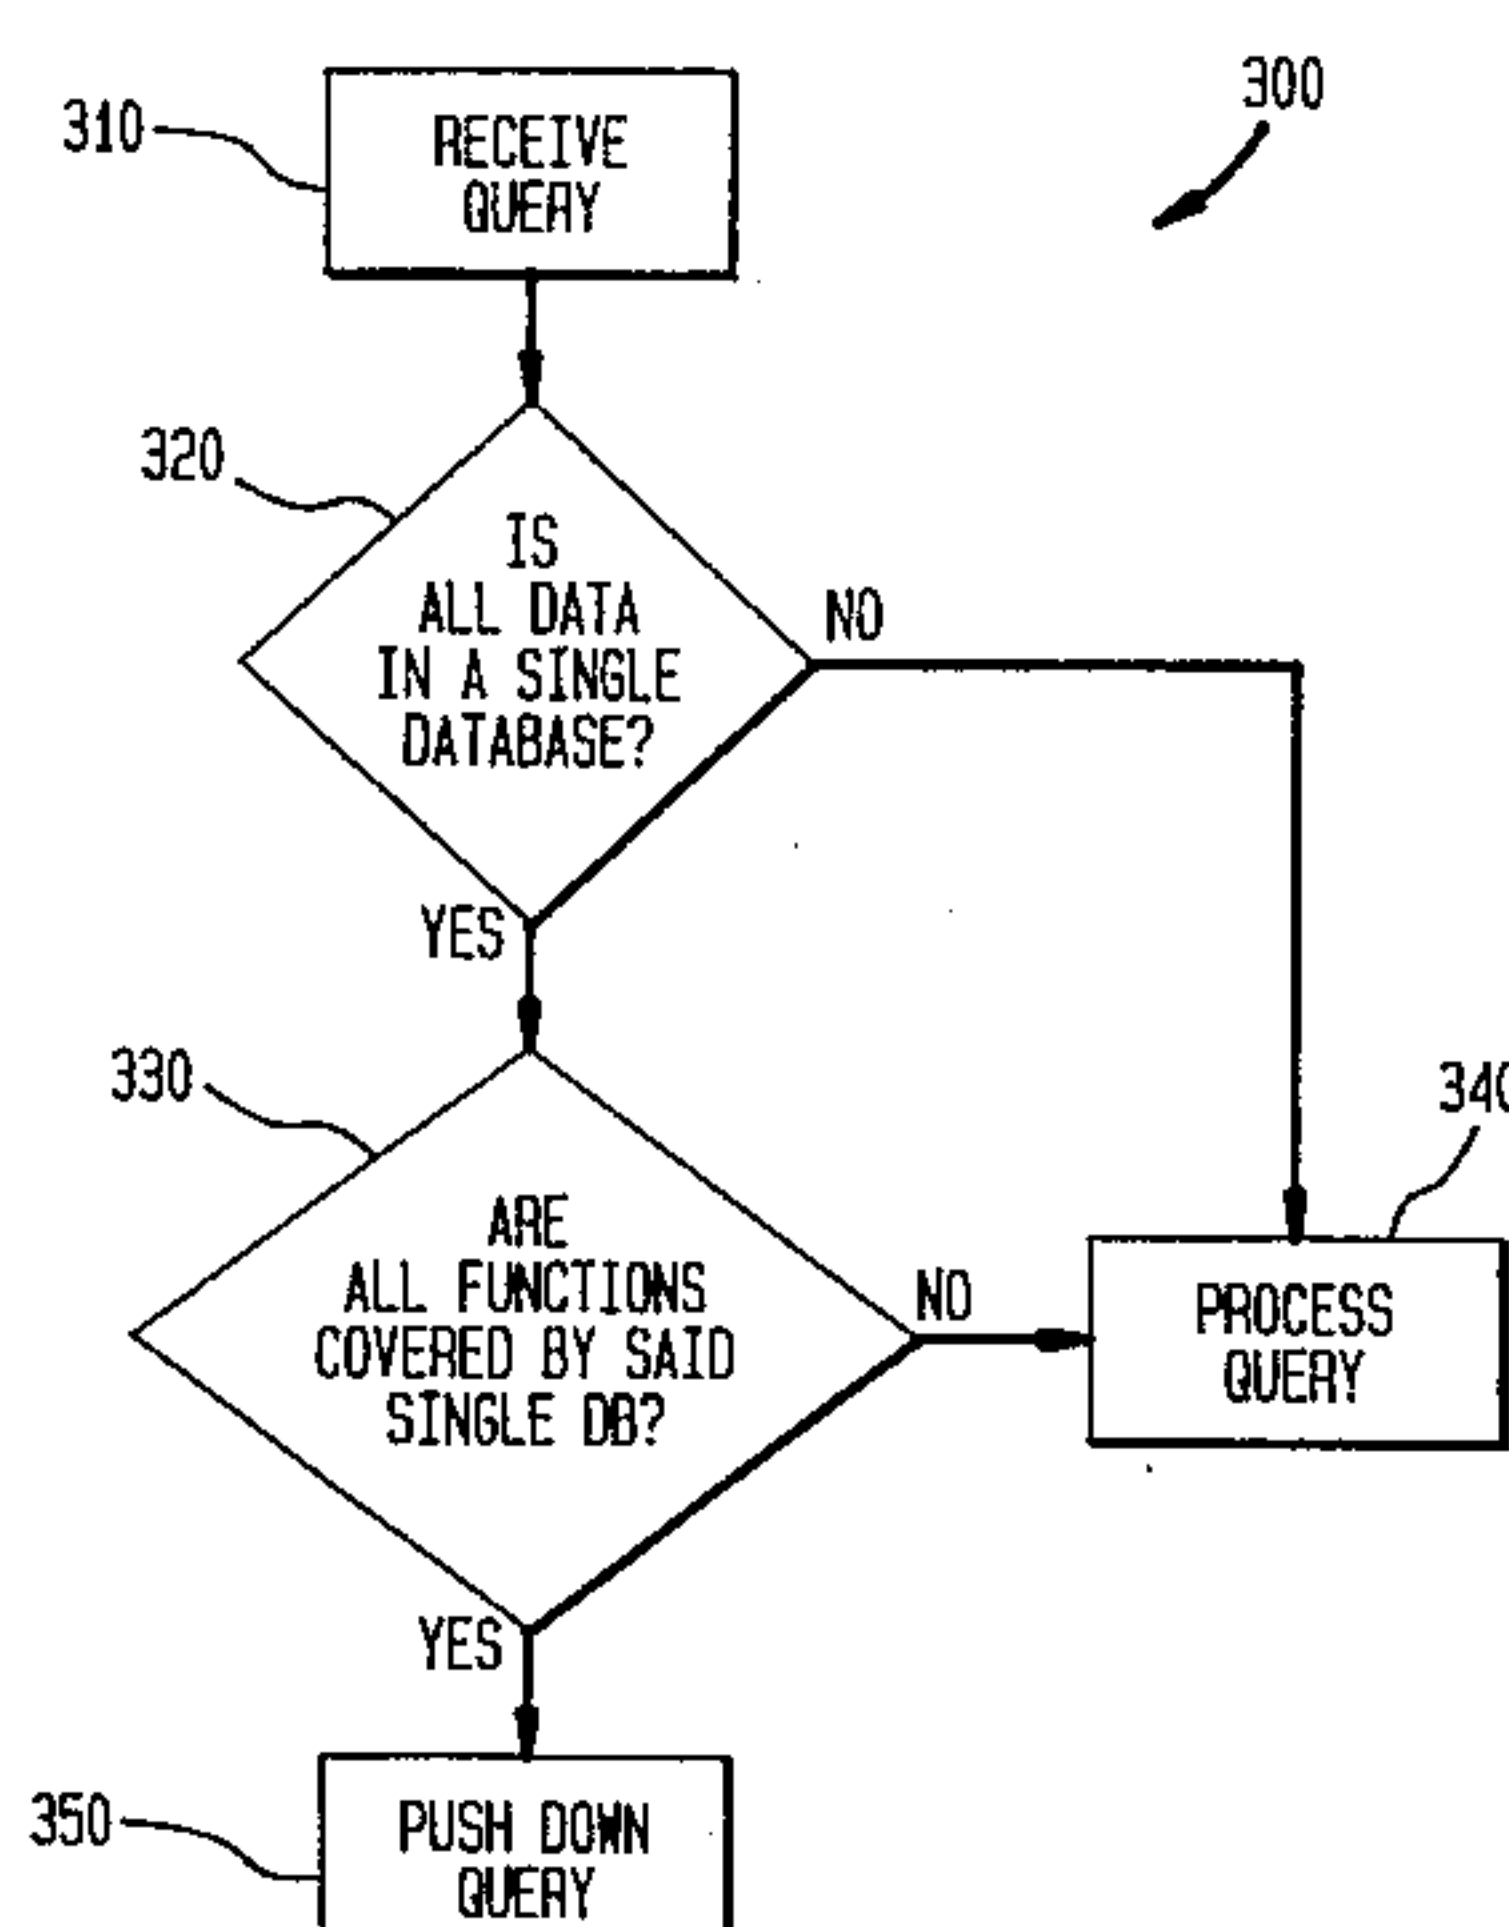 300
310
RECEIVE
QUERY
320
IS
ALL DATA
IN A SINGLE
DATABASE?
NO
YES
330
ARE
ALL FUNCTIONS
COVERED BY SAID
SINGLE DB?
NO
340
PROCESS
QUERY
YES
350
PUSH DOWN
QUERY